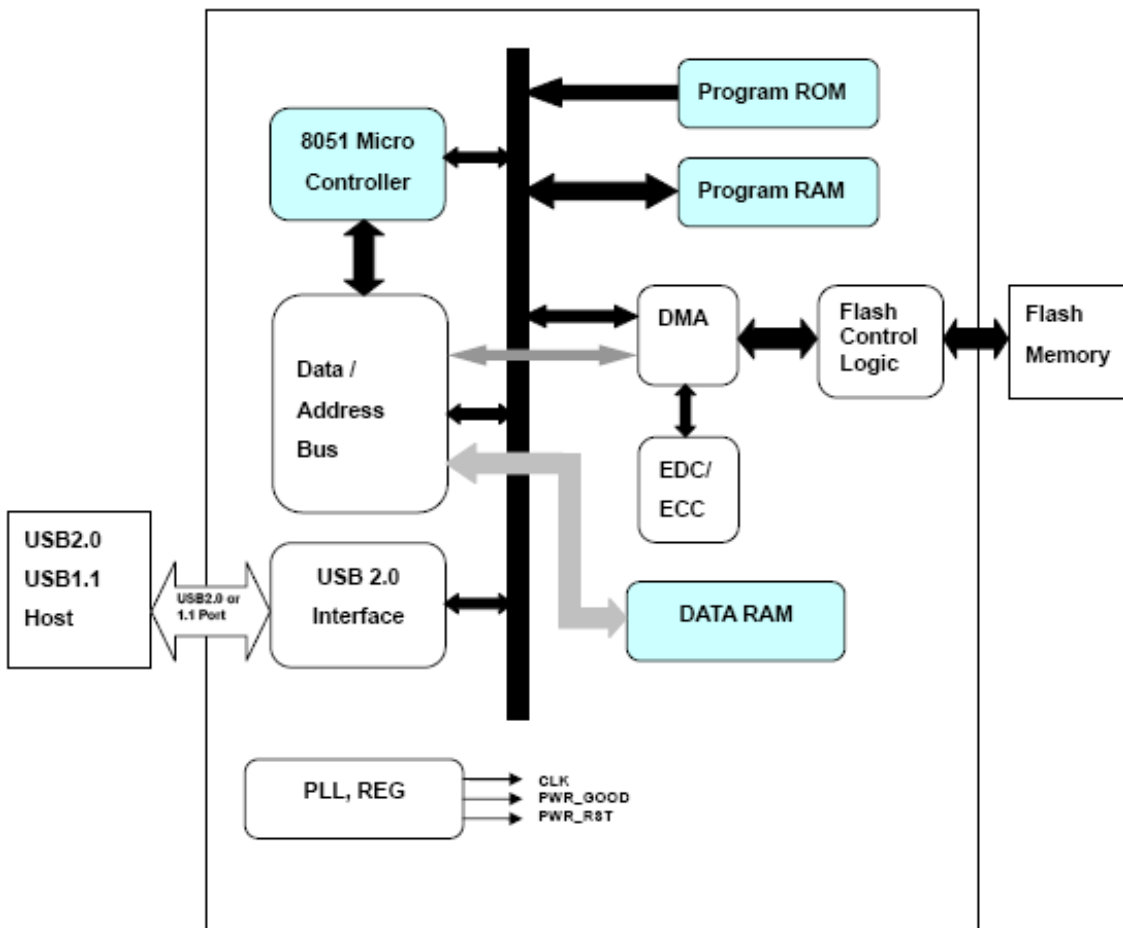 Program ROM
8051 Micro
Controller
Program RAM
DMA
Flash
Control
Logic
Flash
Memory
Data /
Address
Bus
EDC/
ECC
USB2.0
USB1.1
Host
USB2.0 or
1.1 Port
USB 2.0
Interface
DATA RAM
PLL, REG
CLK
PWR_GOOD
PWR_RST